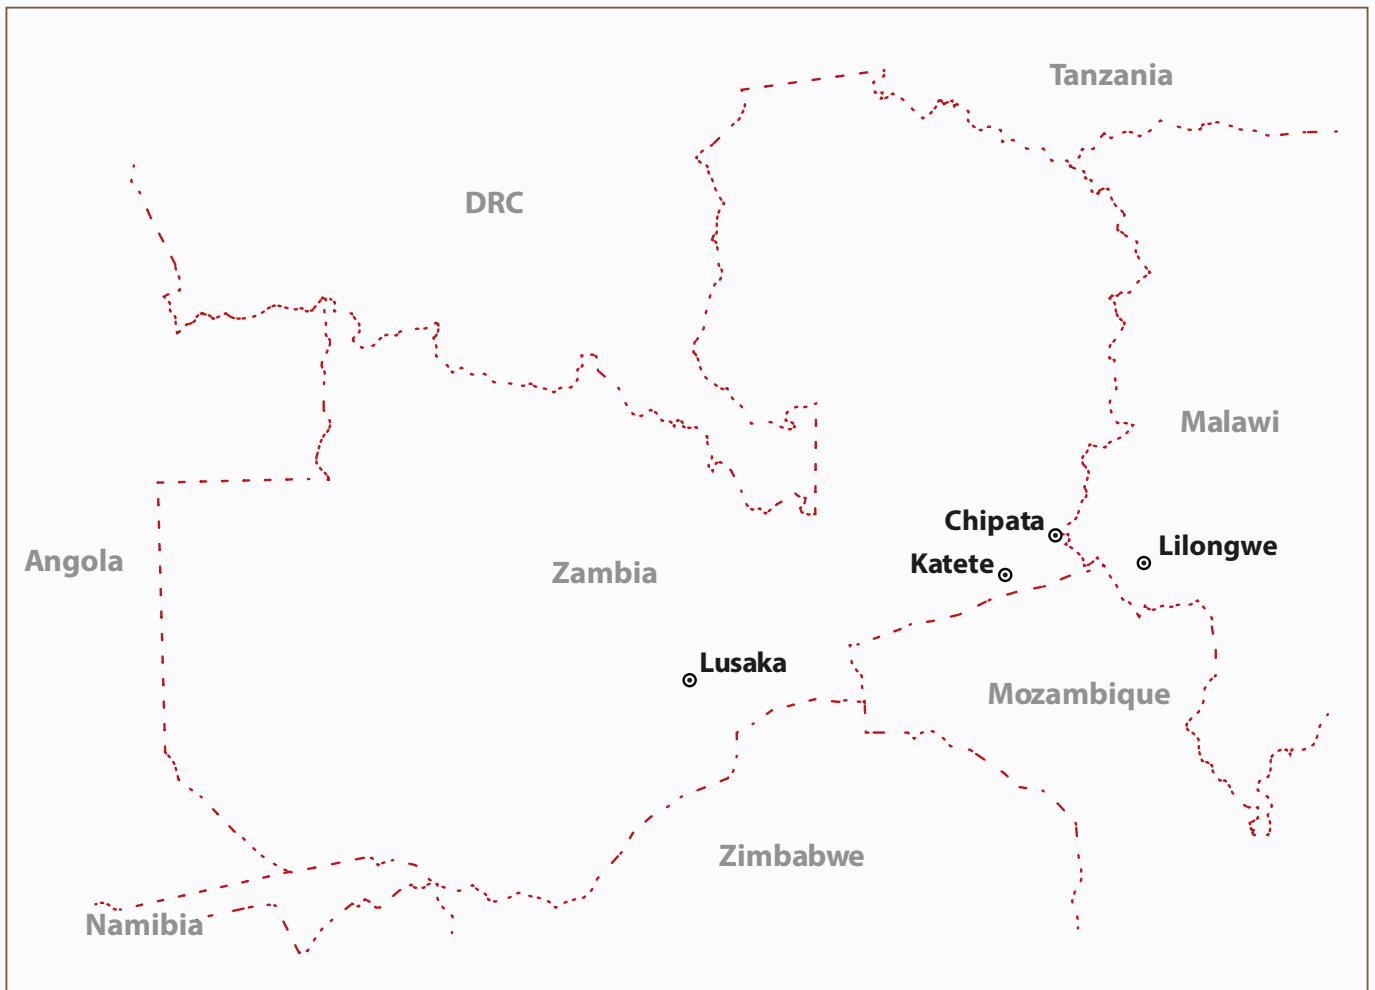 Tanzania
DRC
Malawi
Chipata
Lilongwe
Angola
Katete
Zambia
Lusaka
Mozambique
Zimbabwe
Namibia